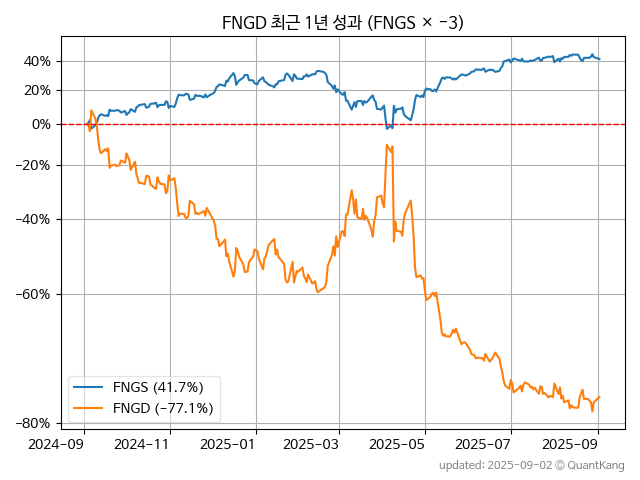 FNGD 최근 1년 성과 (FNGS × −3)
40%
20%
0%
−20%
−40%
−60%
−80%
FNGS (41.7%)
FNGD (−77.1%)
2024-09 2024-11 2025-01 2025-03 2025-05 2025-07 2025-09
updated: 2025-09-02 © QuantKang